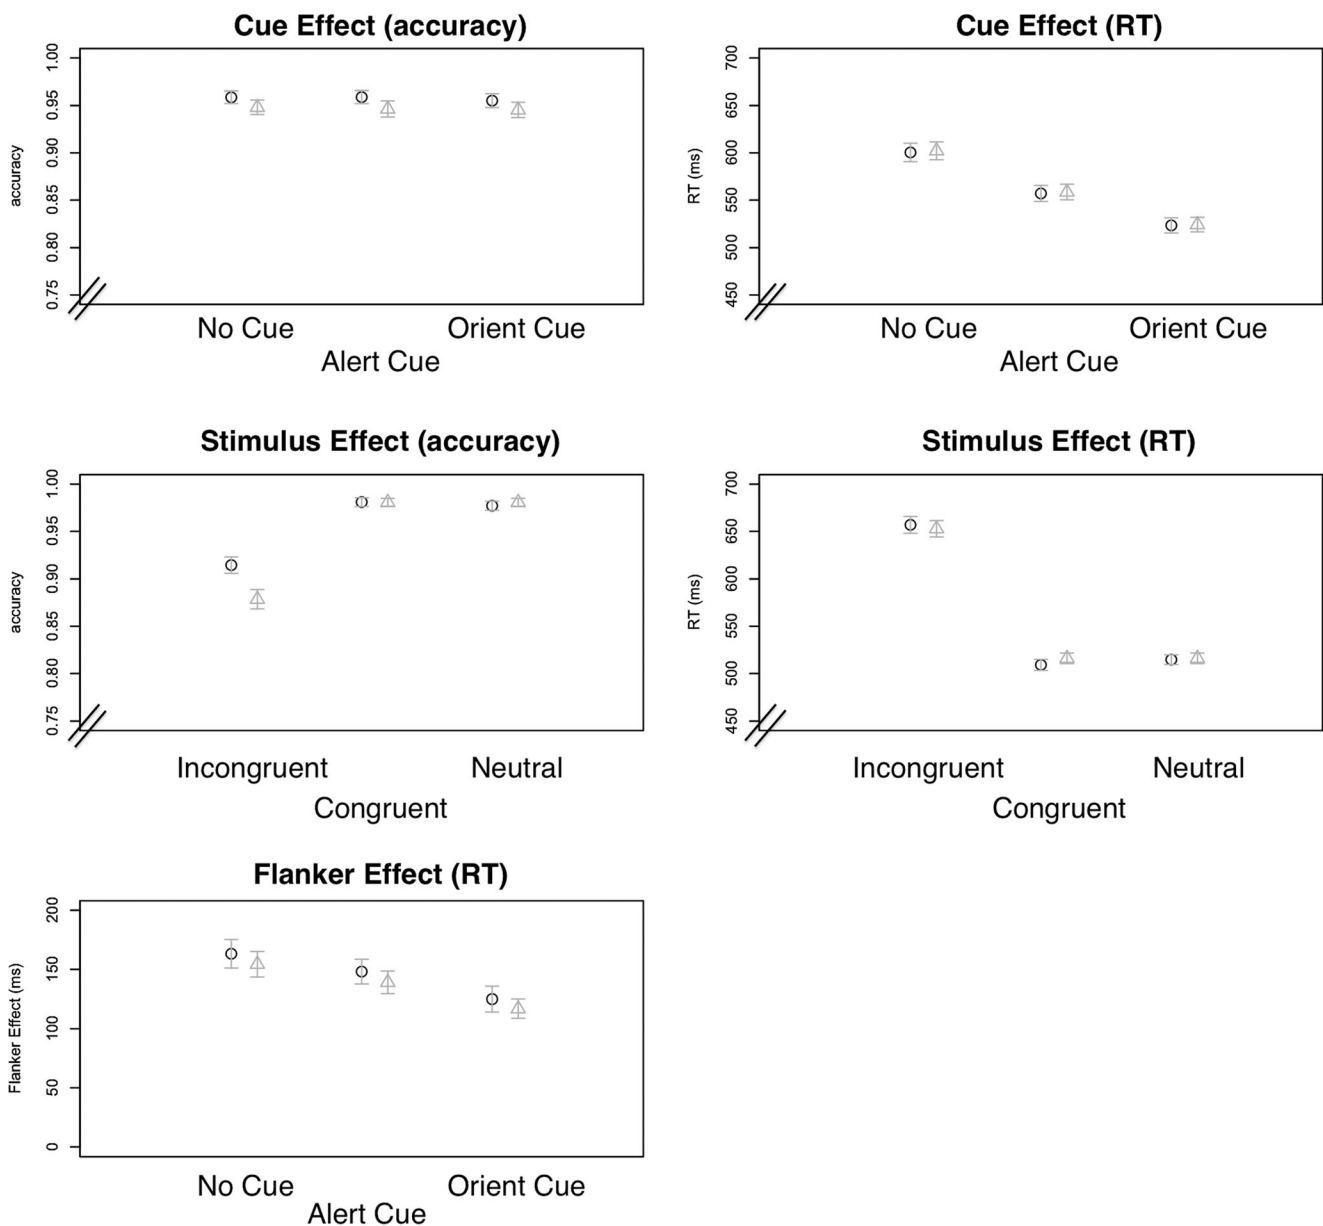 Cue Effect (accuracy)
accuracy
1.00
0.95
0.90
0.85
0.80
0.75
No Cue
Orient Cue
Alert Cue
Cue Effect (RT)
RT (ms)
700
650
600
550
500
450
No Cue
Orient Cue
Alert Cue
Stimulus Effect (accuracy)
accuracy
1.00
0.95
0.90
0.85
0.80
0.75
Incongruent
Neutral
Congruent
Stimulus Effect (RT)
RT (ms)
700
650
600
550
500
450
Incongruent
Neutral
Congruent
Flanker Effect (RT)
Flanker Effect (ms)
200
150
100
50
0
No Cue
Orient Cue
Alert Cue